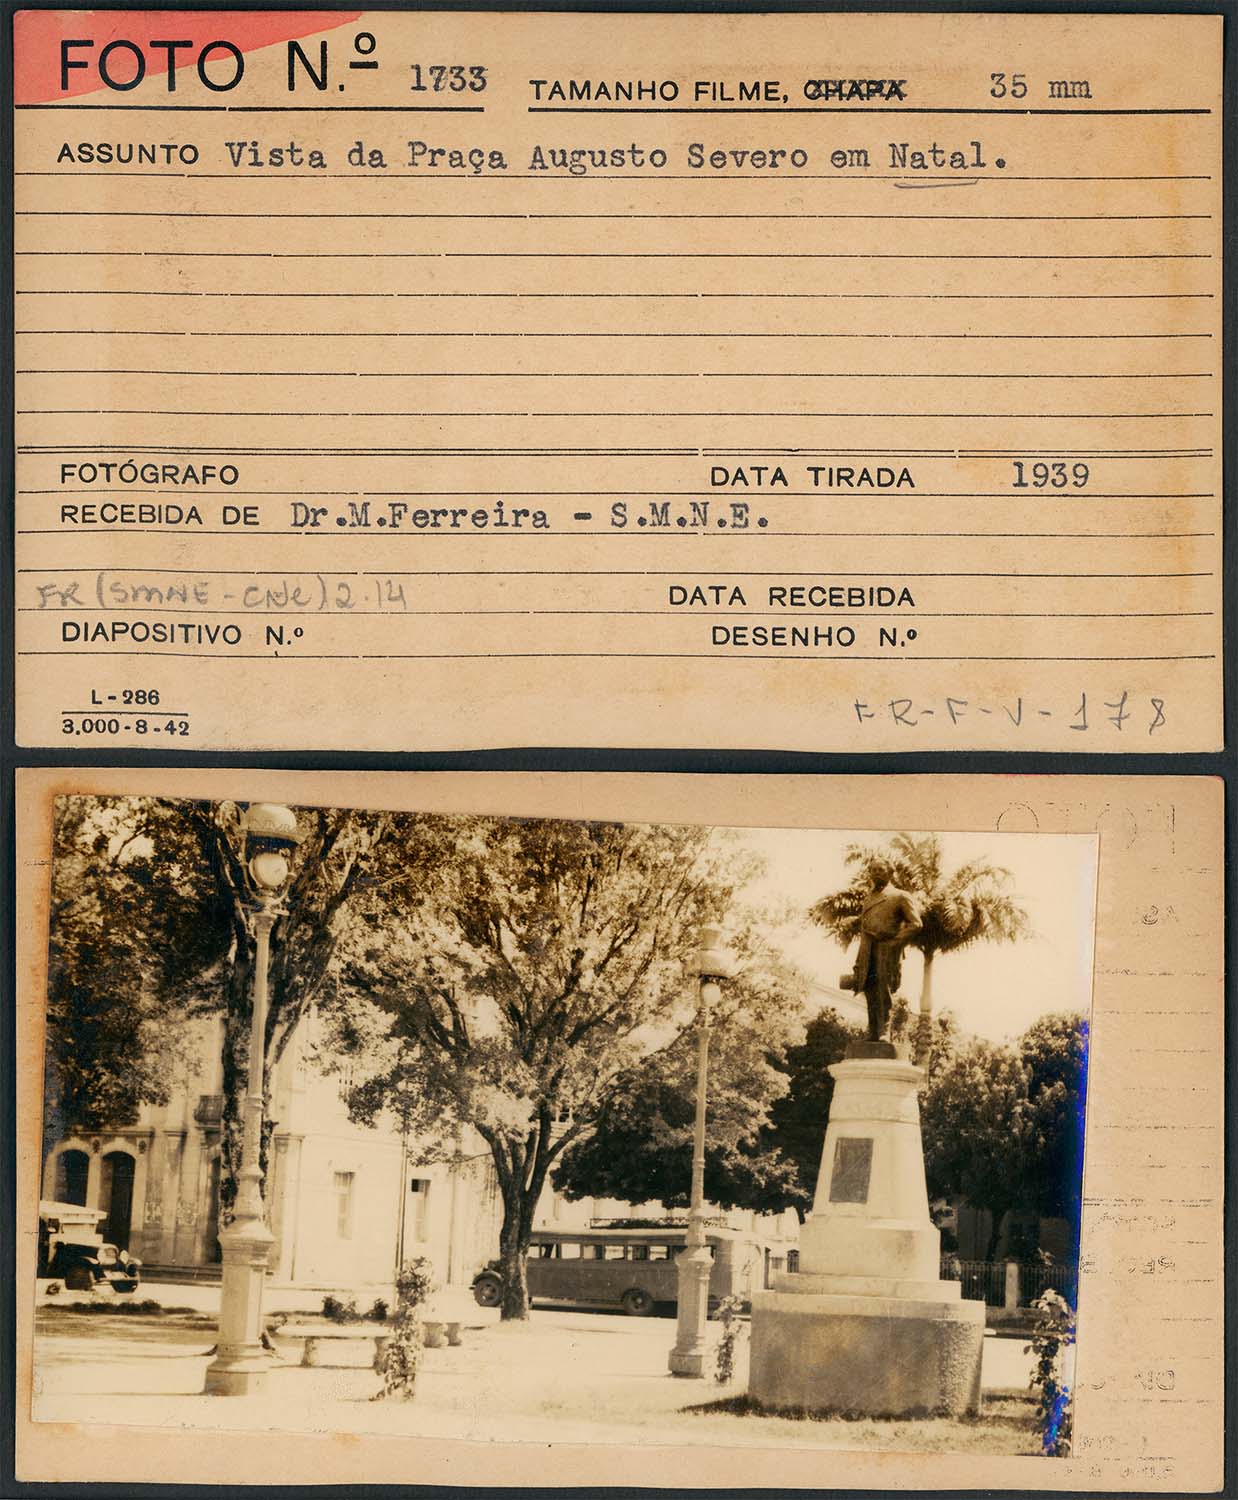 FOTO N.º 1733 TAMANHO FILME, CHAPA 35 mm
ASSUNTO Vista da Praça Augusto Severo em Natal.
FOTÓGRAFO DATA TIRADA 1939
RECEBIDA DE Dr.M.Ferreira - S.M.N.E.
FR (SMNE - CNC) 2.14 DATA RECEBIDA
DIAPOSITIVO N.º DESENHO N.º
L-286
3.000-8-42
FR-F-V-178